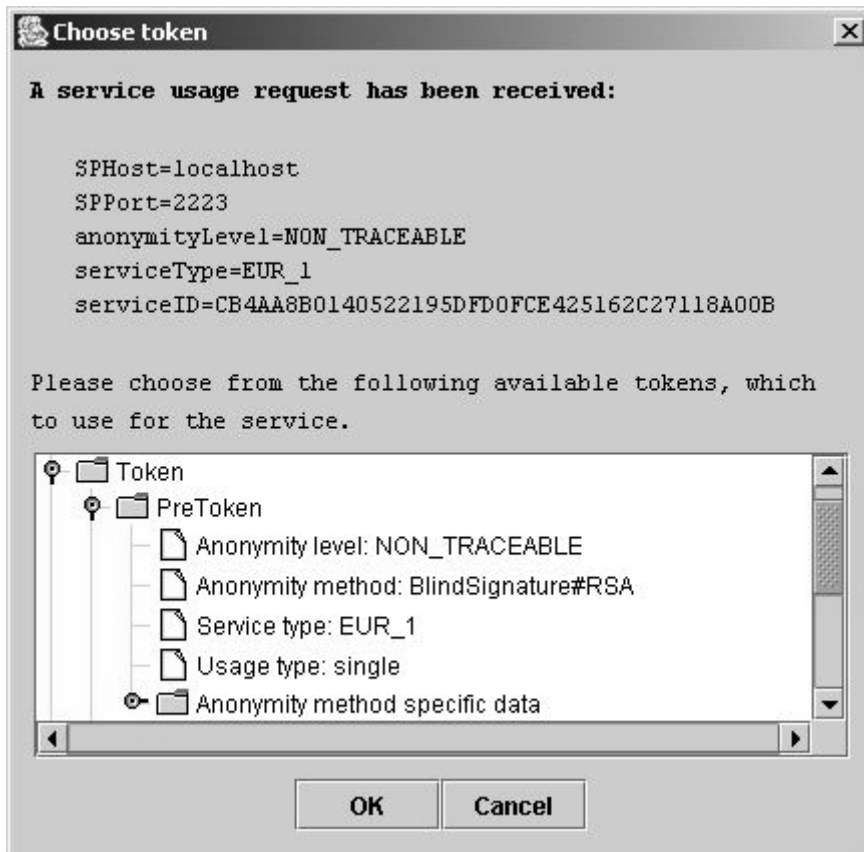 Choose token
A service usage request has been received:
SPHost=localhost
SPPort=2223
anonymityLevel=NON_TRACEABLE
serviceType=EUR_1
serviceID=CB4AA8B0140522195DFD0FCE425162C27118A00B
Please choose from the following available tokens, which
to use for the service.
Token
PreToken
Anonymity level: NON_TRACEABLE
Anonymity method: BlindSignature#RSA
Service type: EUR_1
Usage type: single
Anonymity method specific data
OK Cancel